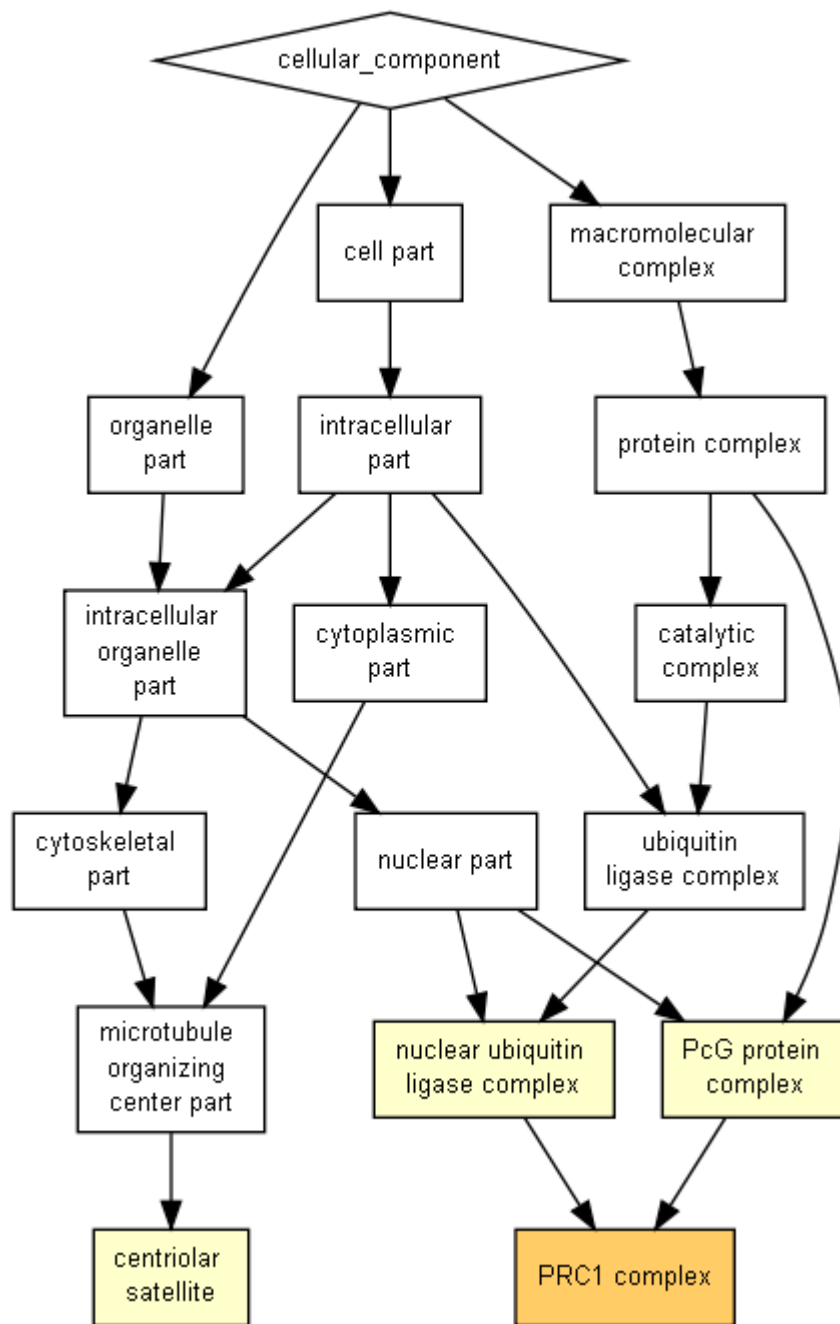 cellular_component
cell part
macromolecular
complex
organelle
part
intracellular
part
protein complex
intracellular
organelle
part
cytoplasmic
part
catalytic
complex
cytoskeletal
part
nuclear part
ubiquitin
ligase complex
microtubule
organizing
center part
nuclear ubiquitin
ligase complex
PcG protein
complex
centriolar
satellite
PRC1 complex